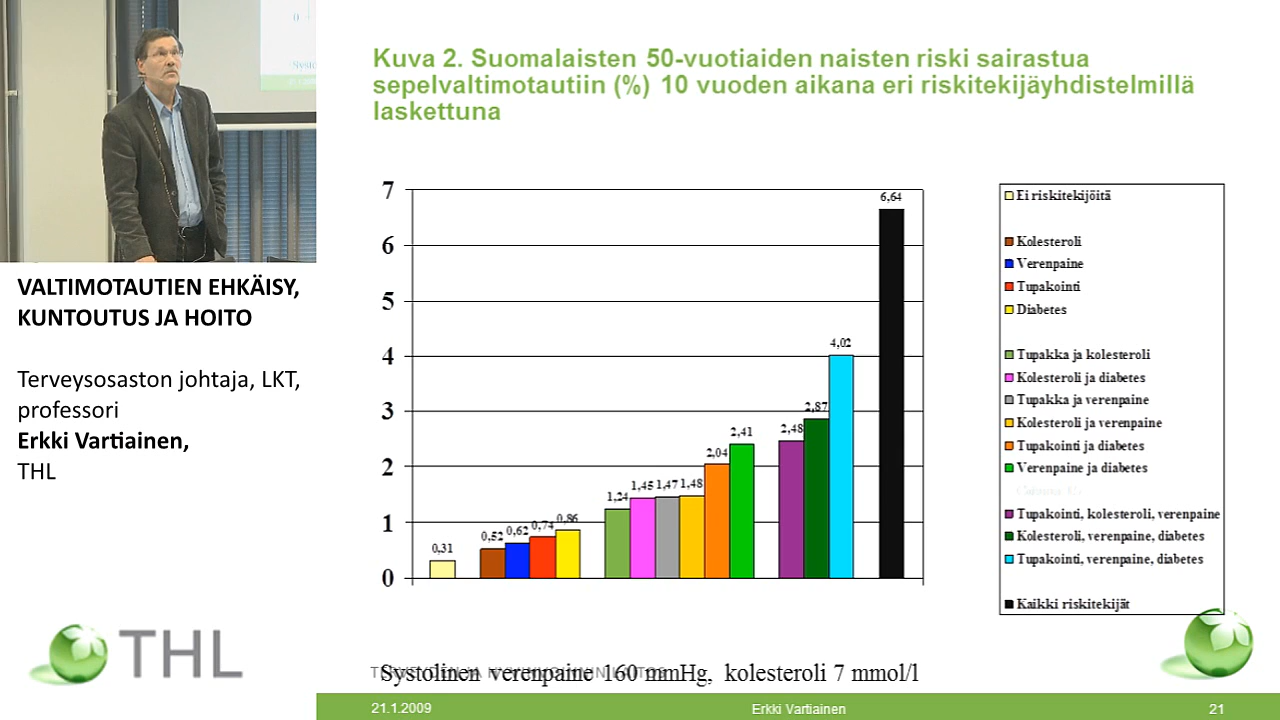 VALTIMOTAUTIEN EHKÄISY,
KUNTOUTUS JA HOITO
Terveysosaston johtaja, LKT,
professori
Erkki Vartiainen,
THL
THL
Kuva 2. Suomalaisten 50-vuotiaiden naisten riski sairastua
sepelvaltimotautiin (%) 10 vuoden aikana eri riskitekijäyhdistelmillä
laskettuna
7
6
5
4
3
2
1
0
0,31
0,52
0,62
0,74
0,86
1,24
1,45
1,47
1,48
2,04
2,41
2,48
2,87
4,02
6,64
Ei riskitekijöitä
Kolesteroli
Verenpaine
Tupakointi
Diabetes
Tupakka ja kolesteroli
Kolesteroli ja diabetes
Tupakka ja verenpaine
Kolesteroli ja verenpaine
Tupakointi ja diabetes
Verenpaine ja diabetes
Tupakointi, kolesteroli, verenpaine
Kolesteroli, verenpaine, diabetes
Tupakointi, verenpaine, diabetes
Kaikki riskitekijät
Systolinen verenpaine 160 mmHg, kolesteroli 7 mmol/l
21.1.2009
Erkki Vartiainen
21